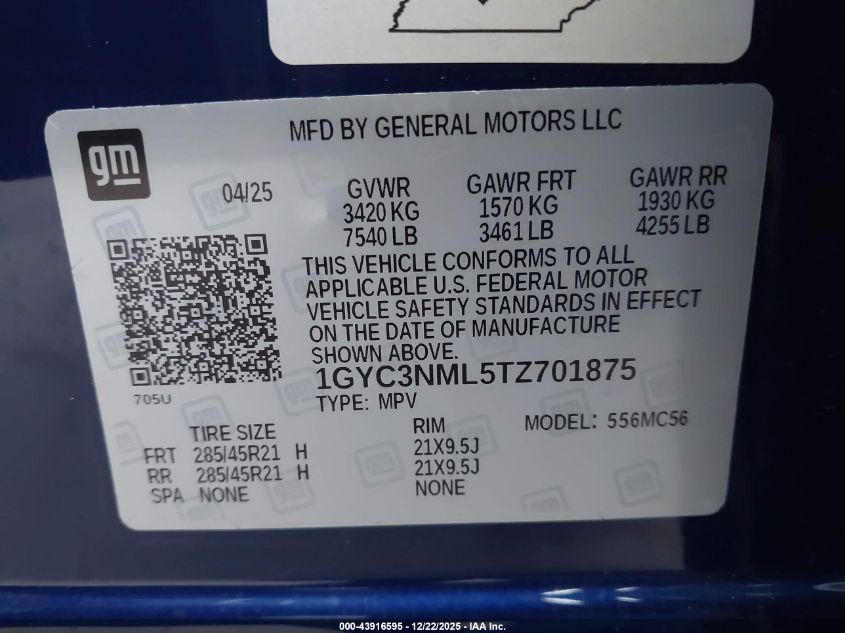 gm
MFD BY GENERAL MOTORS LLC
04/25
GVWR
3420 KG
7540 LB
GAWR FRT
1570 KG
3461 LB
GAWR RR
1930 KG
4255 LB
THIS VEHICLE CONFORMS TO ALL
APPLICABLE U.S. FEDERAL MOTOR
VEHICLE SAFETY STANDARDS IN EFFECT
ON THE DATE OF MANUFACTURE
SHOWN ABOVE.
1GYC3NML5TZ701875
705U
TYPE: MPV
MODEL: 556MC56
TIRE SIZE
RIM
FRT 285/45R21 H 21X9.5J
RR 285/45R21 H 21X9.5J
SPA NONE NONE
000-43916595 - 12/22/2025 - IAA Inc.